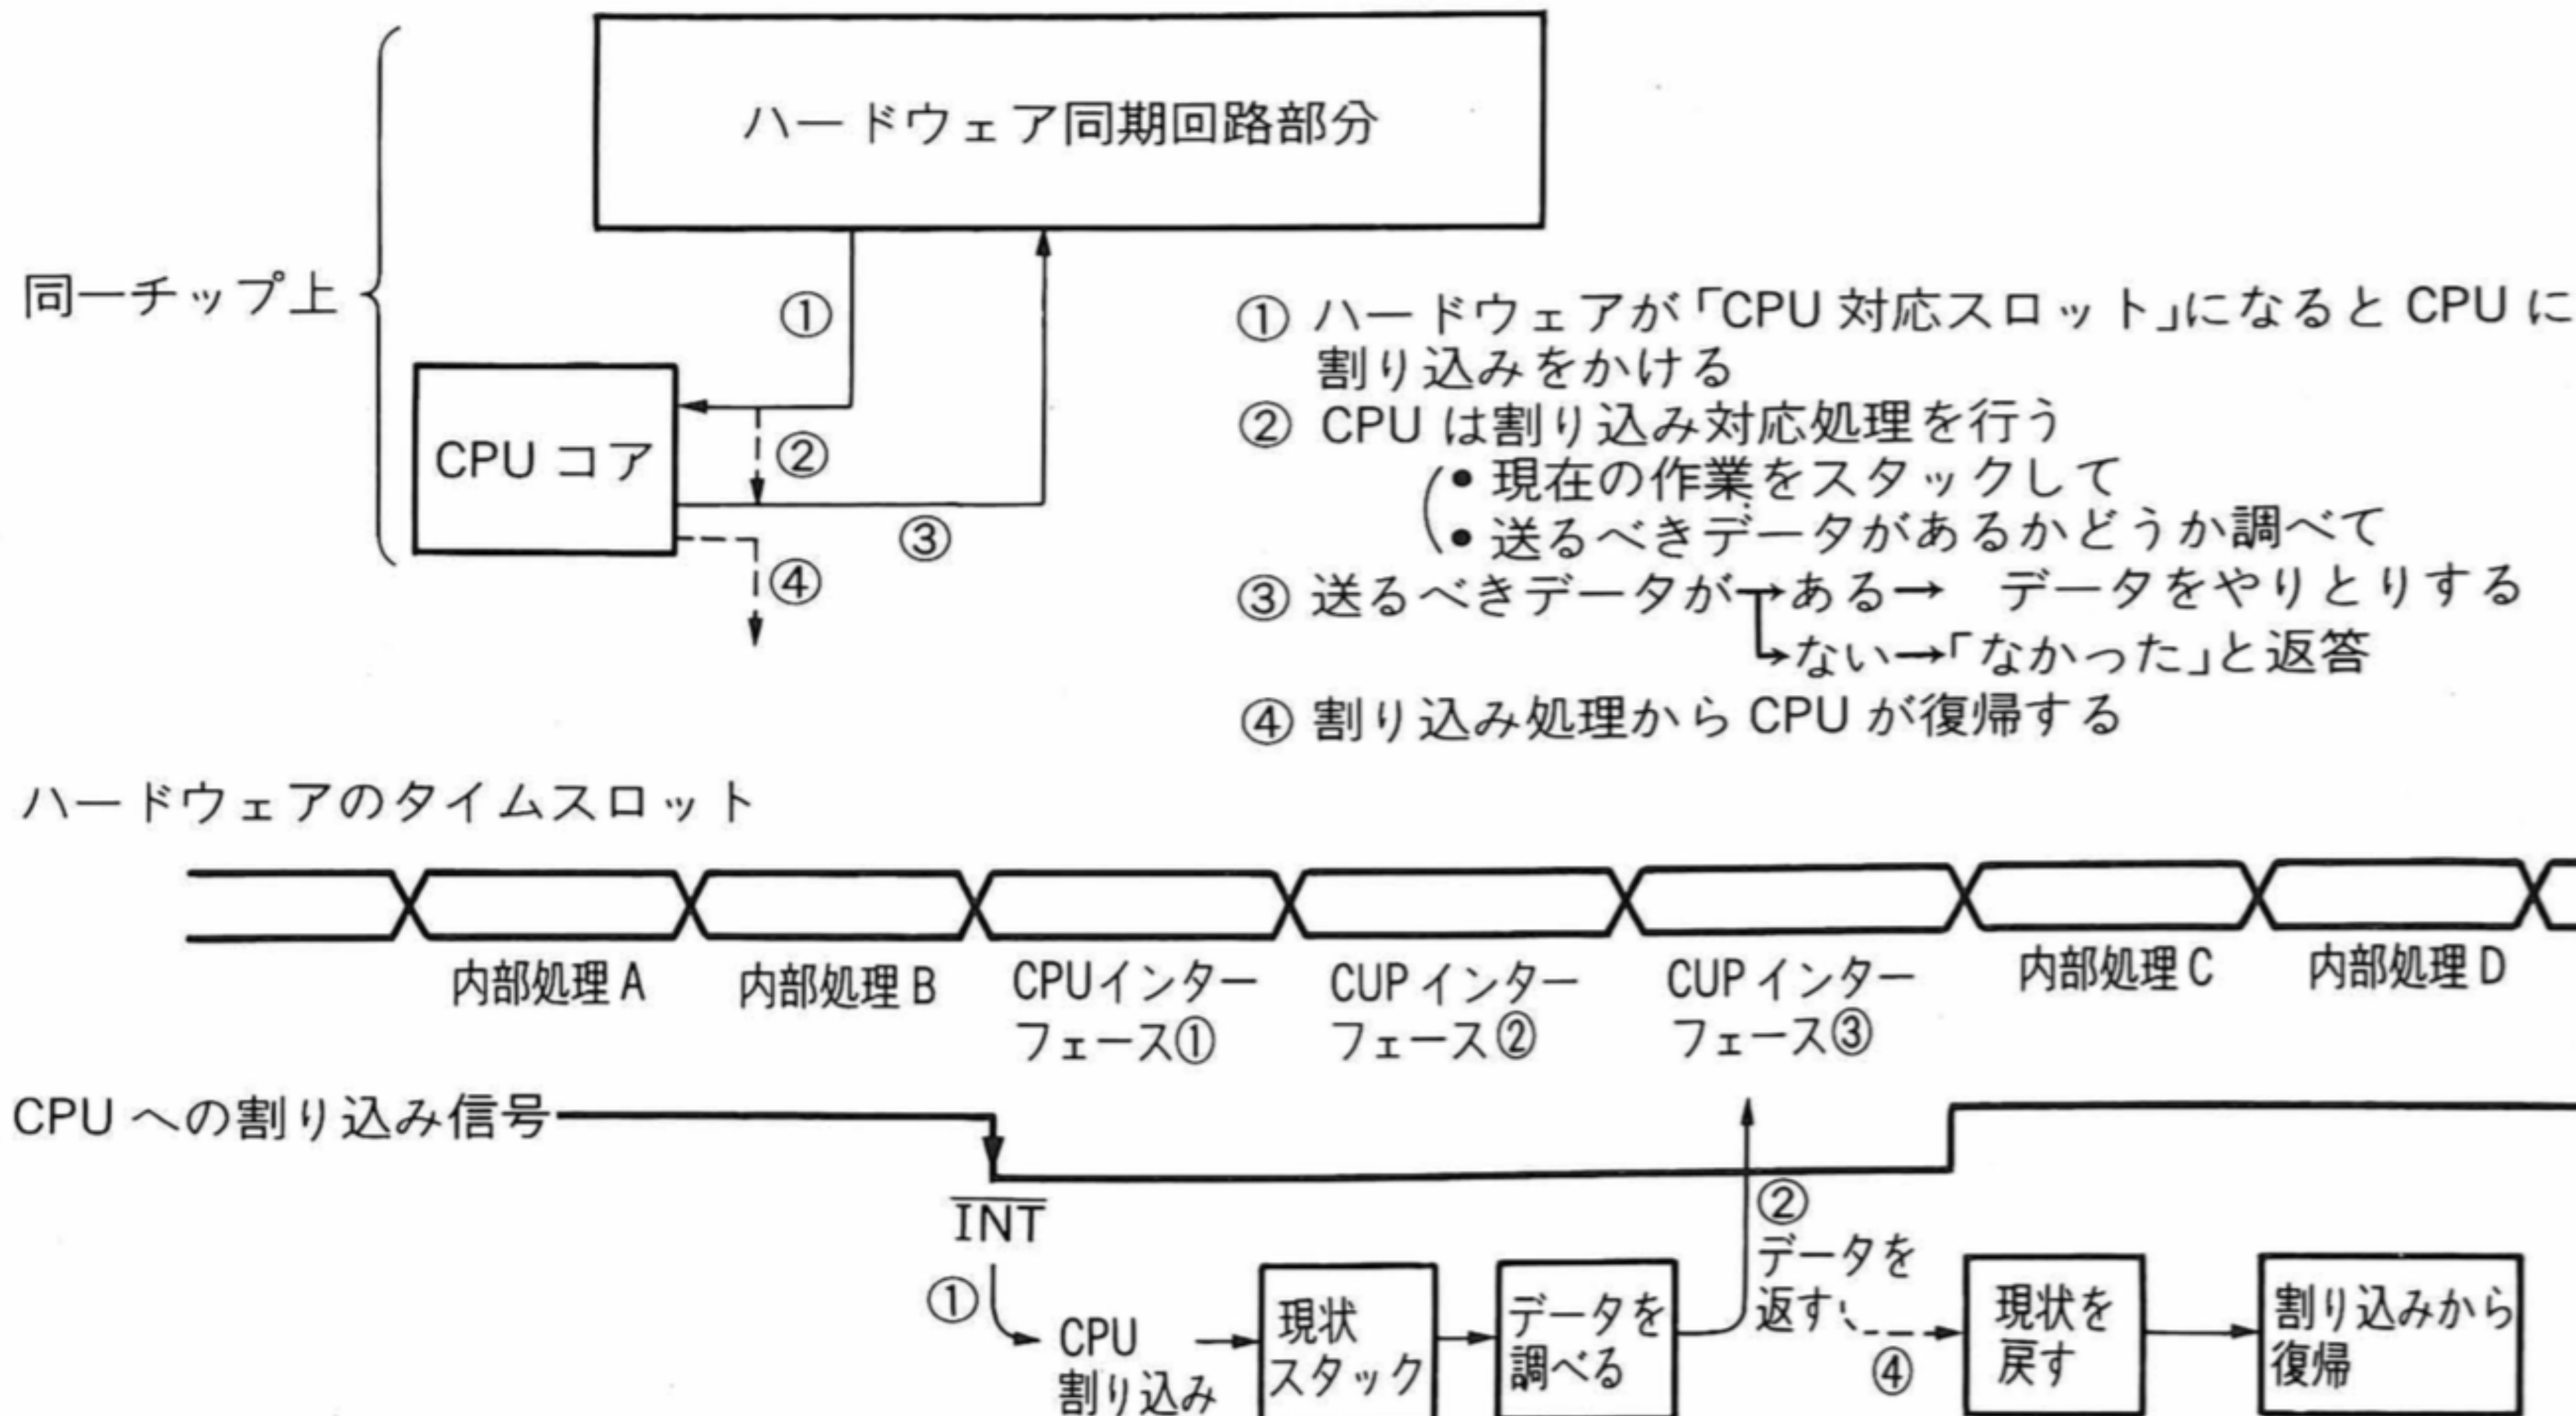 ハードウェア同期回路部分
同一チップ上
①
CPU コア
②
③
④
① ハードウェアが「CPU 対応スロット」になると CPU に
割り込みをかける
② CPU は割り込み対応処理を行う
● 現在の作業をスタックして
● 送るべきデータがあるかどうか調べて
③ 送るべきデータが→ある→ データをやりとりする
→ない→「なかった」と返答
④ 割り込み処理から CPU が復帰する
ハードウェアのタイムスロット
内部処理 A
内部処理 B
CPUインター
フェース①
CUP インター
フェース②
CUP インター
フェース③
内部処理 C
内部処理 D
CPU への割り込み信号
INT
①
CPU
割り込み
現状
スタック
データを
調べる
②
データを
返す
④
現状を
戻す
割り込みから
復帰